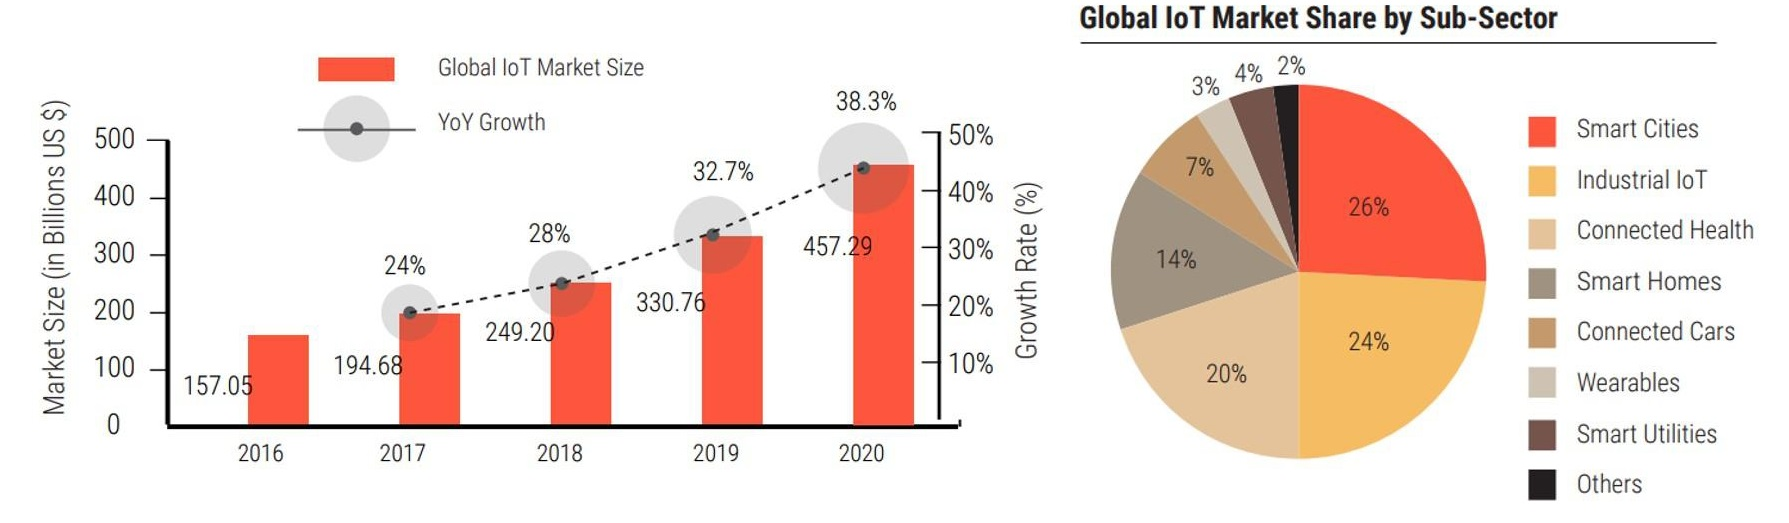 Global IoT Market Size
YoY Growth
Market Size (in Billions US $)
500
400
300
200
100
0
157.05
194.68
249.20
330.76
457.29
24%
28%
32.7%
38.3%
2016
2017
2018
2019
2020
50%
40%
30%
20%
10%
Growth Rate (%)
Global IoT Market Share by Sub-Sector
26%
24%
20%
14%
7%
3%
4%
2%
Smart Cities
Industrial IoT
Connected Health
Smart Homes
Connected Cars
Wearables
Smart Utilities
Others